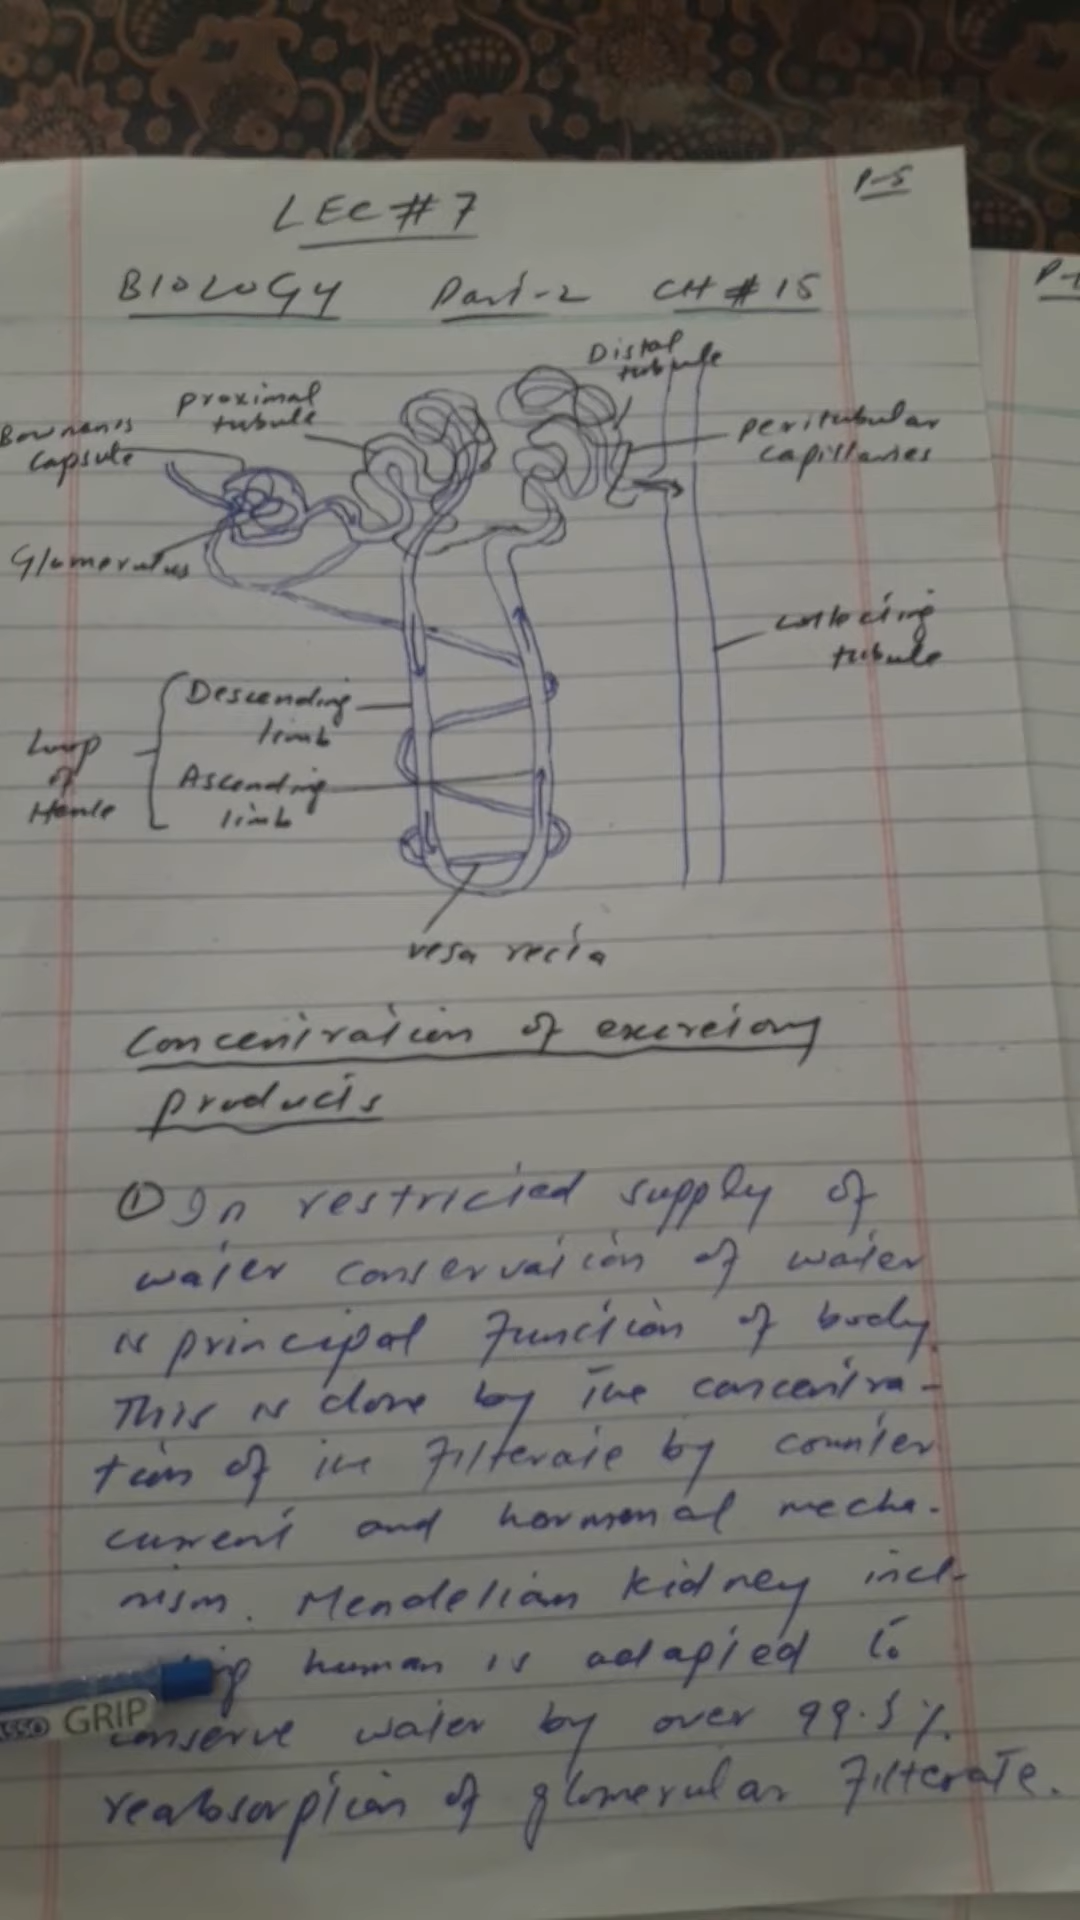 P-5
LEC # 7
P-
BIOLOGY Part-2 CH # 15
Distal
tubule
proximal
tubule
peritubular
capillaries
Bowman's
capsule
Glomerulus
collecting
tubule
Descending
limb
Loop
of
Henle
Ascending
limb
vesa recta
Concentration of excretory
products
① In restricted supply of
water conservation of water
is principal function of body.
This is done by the concentra-
tion of the filterate by counter
current and hormonal mecha-
nism. Mendelian kidney incl-
human is adapted to
conserve water by over 99.5 %.
reabsorption of glomerular filterate.
GRIP